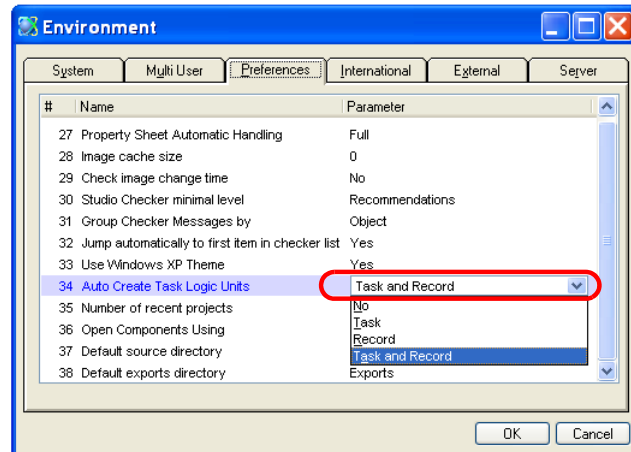 Environment
System Multi User Preferences International External Server
# Name Parameter
27 Property Sheet Automatic Handling Full
28 Image cache size 0
29 Check image change time No
30 Studio Checker minimal level Recommendations
31 Group Checker Messages by Object
32 Jump automatically to first item in checker list Yes
33 Use Windows XP Theme Yes
34 Auto Create Task Logic Units Task and Record
35 Number of recent projects No
36 Open Components Using Task
Record
37 Default source directory Task and Record
38 Default exports directory Exports
OK Cancel